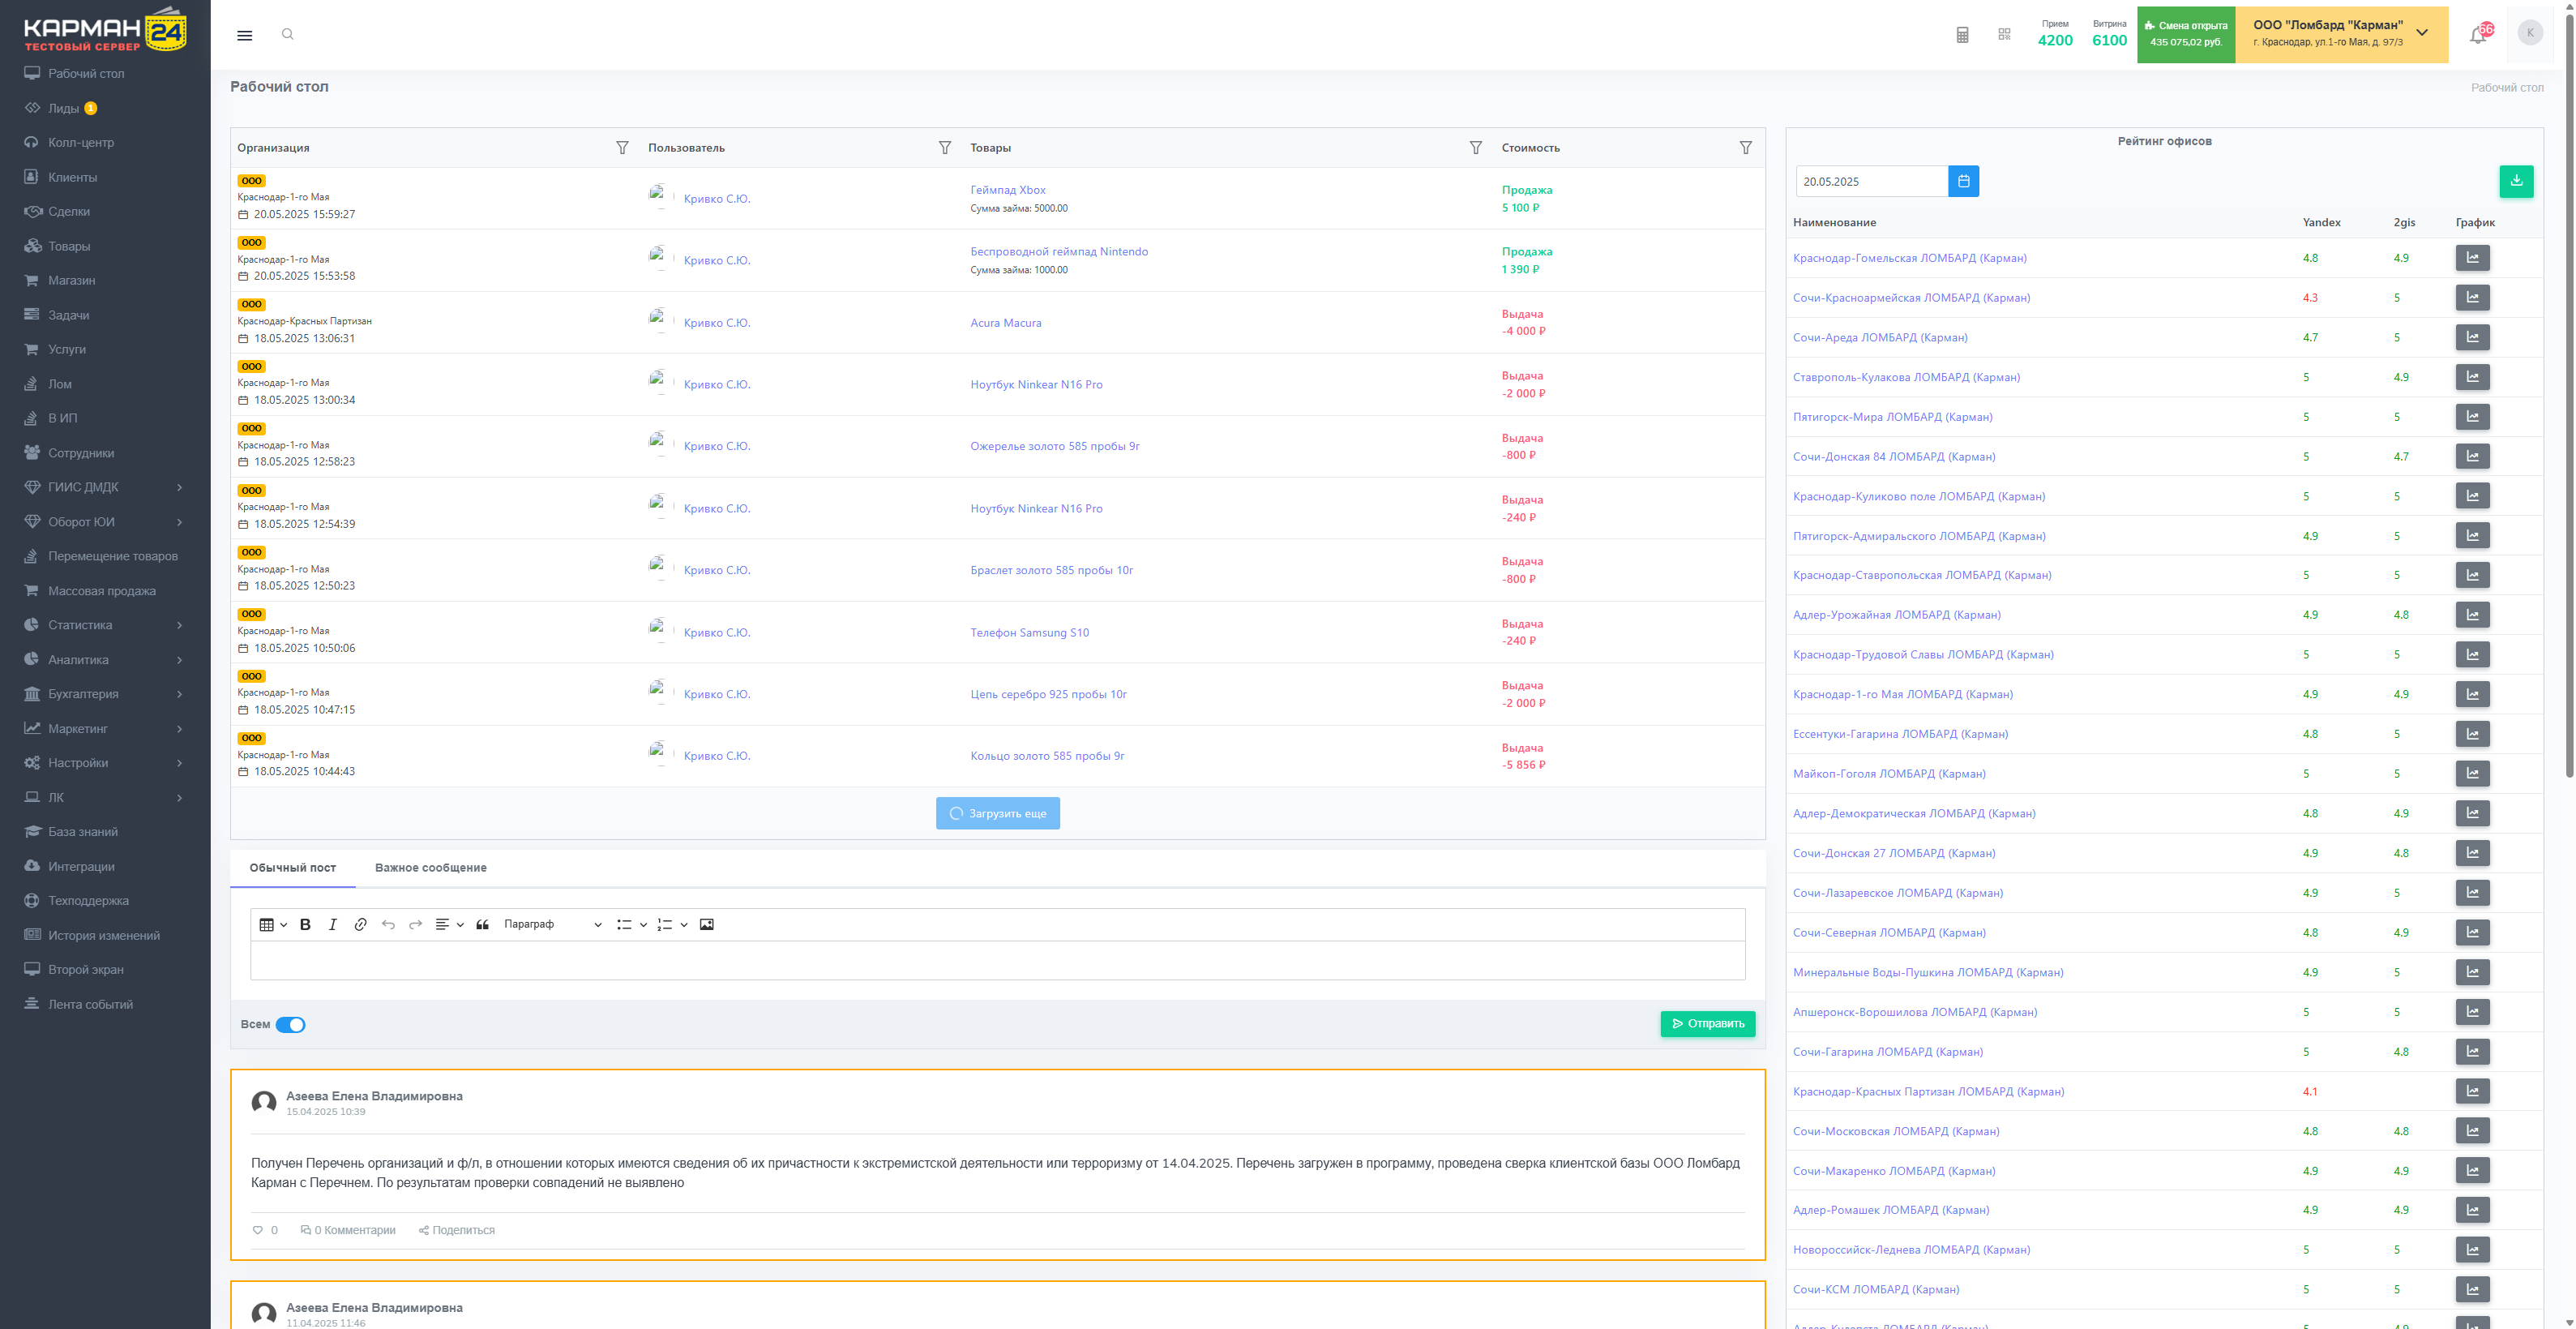 КАРМАН 24
ТЕСТОВЫЙ СЕРВЕР
Рабочий стол
Лиды 1
Колл-центр
Клиенты
Сделки
Товары
Магазин
Задачи
Услуги
Лом
В ИП
Сотрудники
ГИИС ДМДК
Оборот ЮИ
Перемещение товаров
Массовая продажа
Статистика
Аналитика
Бухгалтерия
Маркетинг
Настройки
ЛК
База знаний
Интеграции
Техподдержка
История изменений
Второй экран
Лента событий
Прием
4200
Витрина
6100
Смена открыта
435 075,02 руб.
ООО "Ломбард "Карман"
г. Краснодар, ул.1-го Мая, д. 97/3
66
K
Рабочий стол
Рабочий стол
Организация Пользователь Товары Стоимость
ООО
Краснодар-1-го Мая
20.05.2025 15:59:27
Кривко С.Ю.
Геймпад Xbox
Сумма займа: 5000.00
Продажа
5 100 ₽
ООО
Краснодар-1-го Мая
20.05.2025 15:53:58
Кривко С.Ю.
Беспроводной геймпад Nintendo
Сумма займа: 1000.00
Продажа
1 390 ₽
ООО
Краснодар-Красных Партизан
18.05.2025 13:06:31
Кривко С.Ю.
Acura Macura
Выдача
-4 000 ₽
ООО
Краснодар-1-го Мая
18.05.2025 13:00:34
Кривко С.Ю.
Ноутбук Ninkear N16 Pro
Выдача
-2 000 ₽
ООО
Краснодар-1-го Мая
18.05.2025 12:58:23
Кривко С.Ю.
Ожерелье золото 585 пробы 9г
Выдача
-800 ₽
ООО
Краснодар-1-го Мая
18.05.2025 12:54:39
Кривко С.Ю.
Ноутбук Ninkear N16 Pro
Выдача
-240 ₽
ООО
Краснодар-1-го Мая
18.05.2025 12:50:23
Кривко С.Ю.
Браслет золото 585 пробы 10г
Выдача
-800 ₽
ООО
Краснодар-1-го Мая
18.05.2025 10:50:06
Кривко С.Ю.
Телефон Samsung S10
Выдача
-240 ₽
ООО
Краснодар-1-го Мая
18.05.2025 10:47:15
Кривко С.Ю.
Цепь серебро 925 пробы 10г
Выдача
-2 000 ₽
ООО
Краснодар-1-го Мая
18.05.2025 10:44:43
Кривко С.Ю.
Кольцо золото 585 пробы 9г
Выдача
-5 856 ₽
Загрузить еще
Обычный пост Важное сообщение
Параграф
Всем
Отправить
Азеева Елена Владимировна
15.04.2025 10:39
Получен Перечень организаций и ф/л, в отношении которых имеются сведения об их причастности к экстремистской деятельности или терроризму от 14.04.2025. Перечень загружен в программу, проведена сверка клиентской базы ООО Ломбард
Карман с Перечнем. По результатам проверки совпадений не выявлено
0 0 Комментарии Поделиться
Азеева Елена Владимировна
11.04.2025 11:46
Рейтинг офисов
20.05.2025
Наименование Yandex 2gis График
Краснодар-Гомельская ЛОМБАРД (Карман) 4.8 4.9
Сочи-Красноармейская ЛОМБАРД (Карман) 4.3 5
Сочи-Ареда ЛОМБАРД (Карман) 4.7 5
Ставрополь-Кулакова ЛОМБАРД (Карман) 5 4.9
Пятигорск-Мира ЛОМБАРД (Карман) 5 5
Сочи-Донская 84 ЛОМБАРД (Карман) 5 4.7
Краснодар-Куликово поле ЛОМБАРД (Карман) 5 5
Пятигорск-Адмиральского ЛОМБАРД (Карман) 4.9 5
Краснодар-Ставропольская ЛОМБАРД (Карман) 5 5
Адлер-Урожайная ЛОМБАРД (Карман) 4.9 4.8
Краснодар-Трудовой Славы ЛОМБАРД (Карман) 5 5
Краснодар-1-го Мая ЛОМБАРД (Карман) 4.9 4.9
Ессентуки-Гагарина ЛОМБАРД (Карман) 4.8 5
Майкоп-Гоголя ЛОМБАРД (Карман) 5 5
Адлер-Демократическая ЛОМБАРД (Карман) 4.8 4.9
Сочи-Донская 27 ЛОМБАРД (Карман) 4.9 4.8
Сочи-Лазаревское ЛОМБАРД (Карман) 4.9 5
Сочи-Северная ЛОМБАРД (Карман) 4.8 4.9
Минеральные Воды-Пушкина ЛОМБАРД (Карман) 4.9 5
Апшеронск-Ворошилова ЛОМБАРД (Карман) 5 5
Сочи-Гагарина ЛОМБАРД (Карман) 5 4.8
Краснодар-Красных Партизан ЛОМБАРД (Карман) 4.1
Сочи-Московская ЛОМБАРД (Карман) 4.8 4.8
Сочи-Макаренко ЛОМБАРД (Карман) 4.9 4.9
Адлер-Ромашек ЛОМБАРД (Карман) 4.9 4.9
Новороссийск-Леднева ЛОМБАРД (Карман) 5 5
Сочи-КСМ ЛОМБАРД (Карман) 5 5